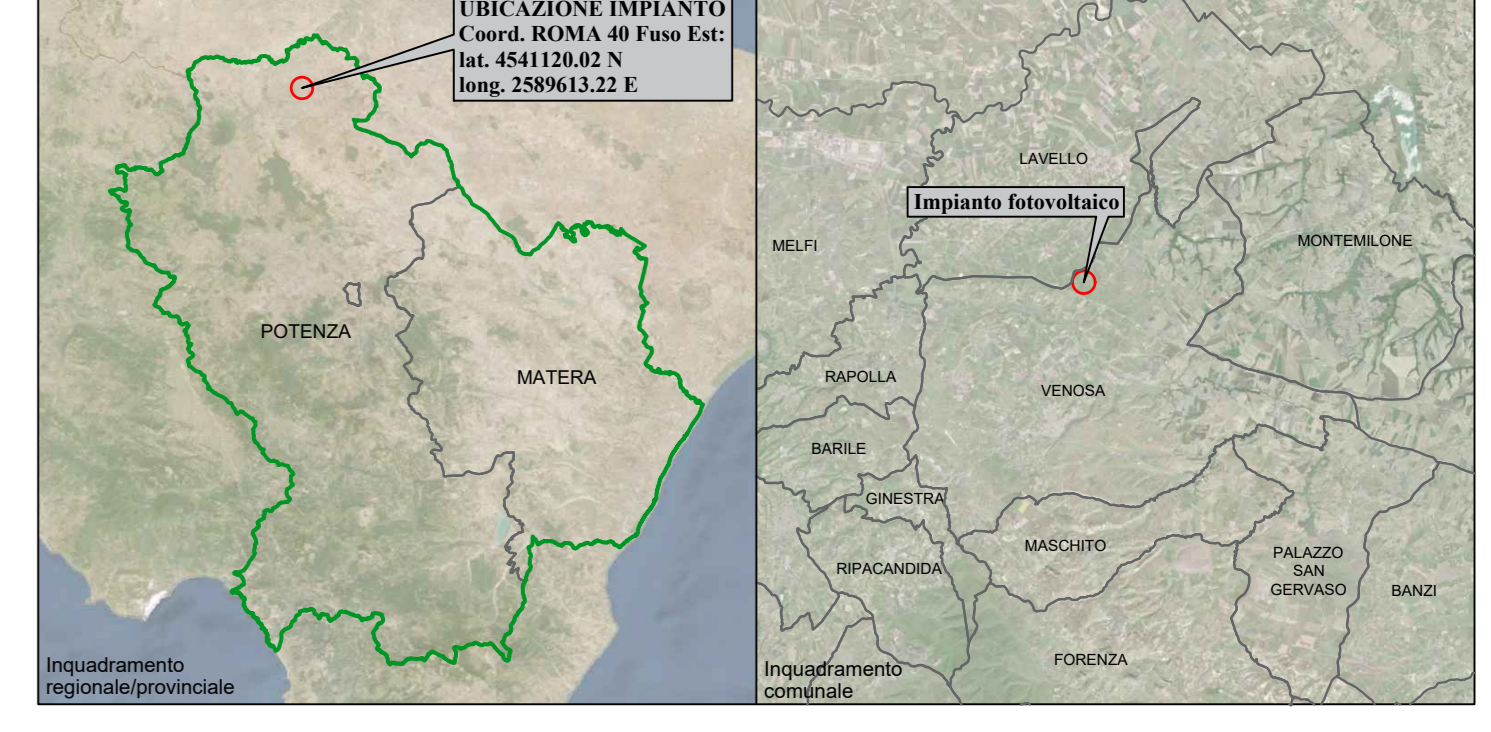 UBICAZIONE IMPIANTO
Coord. ROMA 40 Fuso Est:
lat. 4541120.02 N
long. 2589613.22 E
POTENZA
MATERA
Inquadramento
regionale/provinciale
LAVELLO
Impianto fotovoltaico
MELFI
MONTEMILONE
RAPOLLA
VENOSA
BARILE
GINESTRA
MASCHITO
RIPACANDIDA
PALAZZO
SAN
GERVASO
BANZI
FORENZA
Inquadramento
comunale